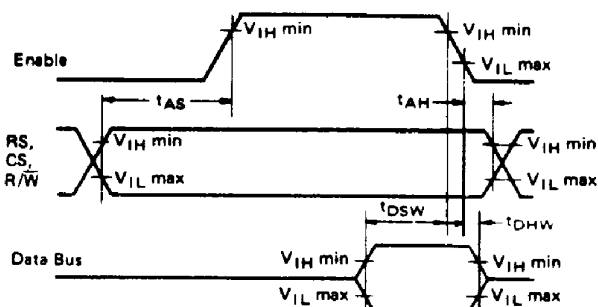 VIH min
VIH min
Enable
VIL max
tAS
tAH
RS,
CS,
R/W̅
VIH min
VIH min
VIL max
VIL max
tDSW
tDHW
Data Bus
VIH min
VIH min
VIL max
VIL max